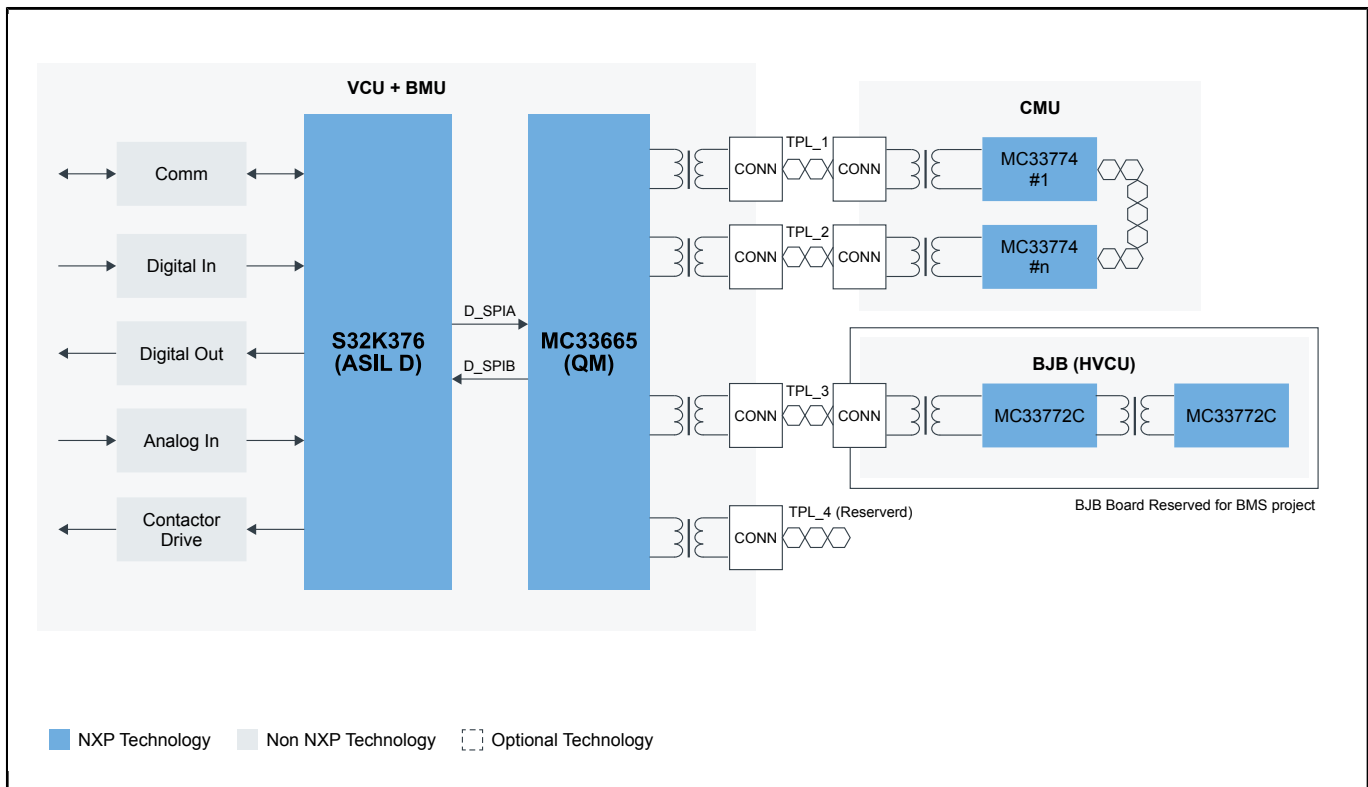 VCU + BMU
Comm
Digital In
Digital Out
Analog In
Contactor
Drive
S32K376
(ASIL D)
D_SPIA
D_SPIB
MC33665
(QM)
CONN
TPL_1
CONN
CONN
TPL_2
CONN
CONN
TPL_3
CONN
CONN
TPL_4 (Reserverd)
CMU
MC33774
#1
MC33774
#n
BJB (HVCU)
MC33772C
MC33772C
BJB Board Reserved for BMS project
NXP Technology
Non NXP Technology
Optional Technology